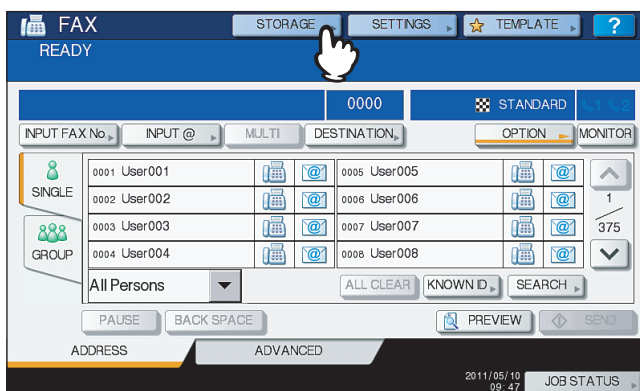 FAX STORAGE SETTINGS TEMPLATE ?
READY
0000 STANDARD 1 2
INPUT FAX No. INPUT @ MULTI DESTINATION OPTION MONITOR
SINGLE
GROUP
0001 User001 @ 0005 User005 @
0002 User002 @ 0006 User006 @
0003 User003 @ 0007 User007 @
0004 User004 @ 0008 User008 @
1
375
All Persons ALL CLEAR KNOWN ID SEARCH
PAUSE BACK SPACE PREVIEW SEND
ADDRESS ADVANCED
2011/05/10
09:47 JOB STATUS